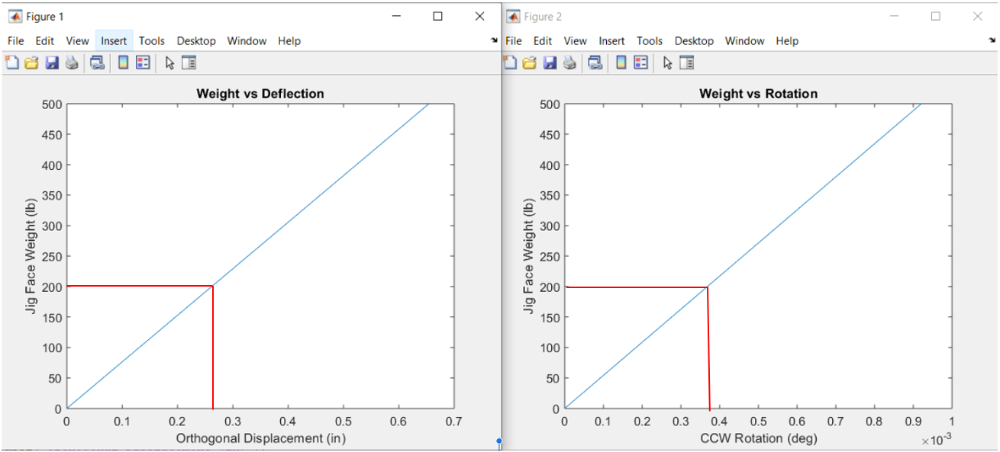 Figure 1
File Edit View Insert Tools Desktop Window Help
Weight vs Deflection
500
450
400
350
300
250
200
150
100
50
0
Jig Face Weight (lb)
0 0.1 0.2 0.3 0.4 0.5 0.6 0.7
Orthogonal Displacement (in)
Figure 2
File Edit View Insert Tools Desktop Window Help
Weight vs Rotation
500
450
400
350
300
250
200
150
100
50
0
Jig Face Weight (lb)
0 0.1 0.2 0.3 0.4 0.5 0.6 0.7 0.8 0.9 1
CCW Rotation (deg)
×10⁻³